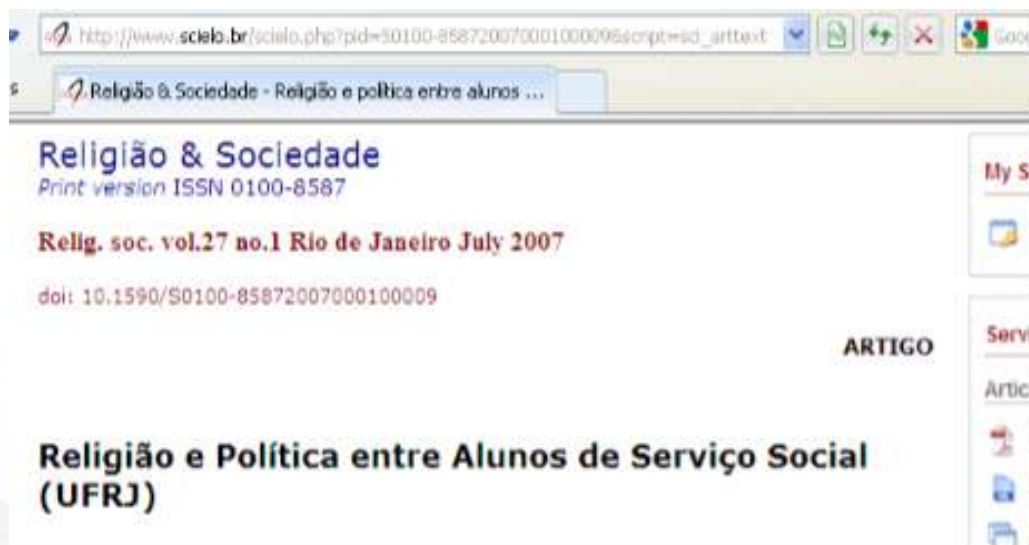 http://www.scielo.br/scielo.php?pid=S0100-85872007000100009&script=sci_arttext
Goo
s
Religião & Sociedade - Religião e política entre alunos ...
Religião & Sociedade
Print version ISSN 0100-8587
My S
Relig. soc. vol.27 no.1 Rio de Janeiro July 2007
doi: 10.1590/S0100-85872007000100009
Servi
ARTIGO
Artic
Religião e Política entre Alunos de Serviço Social
(UFRJ)